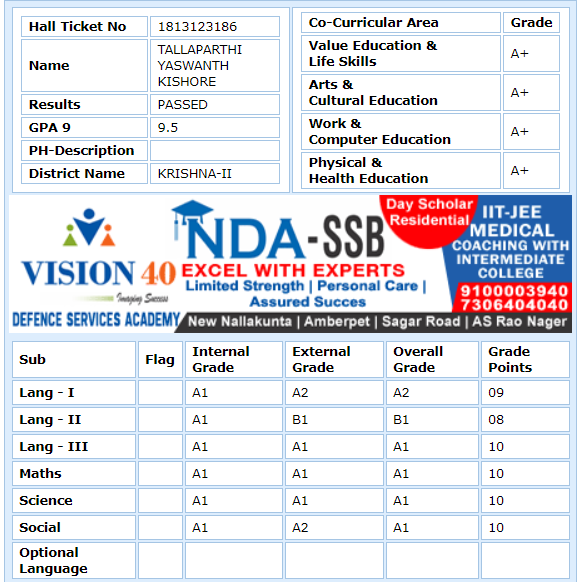 Hall Ticket No 1813123186
Name TALLAPARTHI
YASWANTH
KISHORE
Results PASSED
GPA 9 9.5
PH-Description
District Name KRISHNA-II
Co-Curricular Area Grade
Value Education &
Life Skills A+
Arts &
Cultural Education A+
Work &
Computer Education A+
Physical &
Health Education A+
VISION 40
Imaging Success
DEFENCE SERVICES ACADEMY
NDA-SSB
EXCEL WITH EXPERTS
Limited Strength | Personal Care |
Assured Succes
Day Scholar
Residential
IIT-JEE
MEDICAL
COACHING WITH
INTERMEDIATE
COLLEGE
9100003940
7306404040
New Nallakunta | Amberpet | Sagar Road | AS Rao Nager
Sub Flag Internal Grade External Grade Overall Grade Grade Points
Lang - I A1 A2 A2 09
Lang - II A1 B1 B1 08
Lang - III A1 A1 A1 10
Maths A1 A1 A1 10
Science A1 A1 A1 10
Social A1 A2 A1 10
Optional
Language